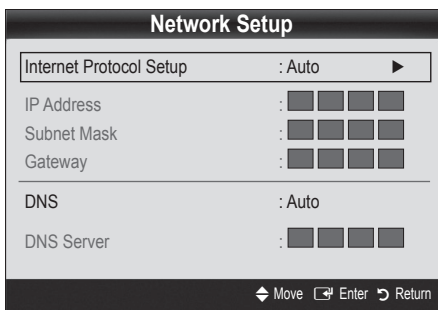 Network Setup
Internet Protocol Setup : Auto ►
IP Address :
Subnet Mask :
Gateway :
DNS : Auto
DNS Server :
Move Enter Return